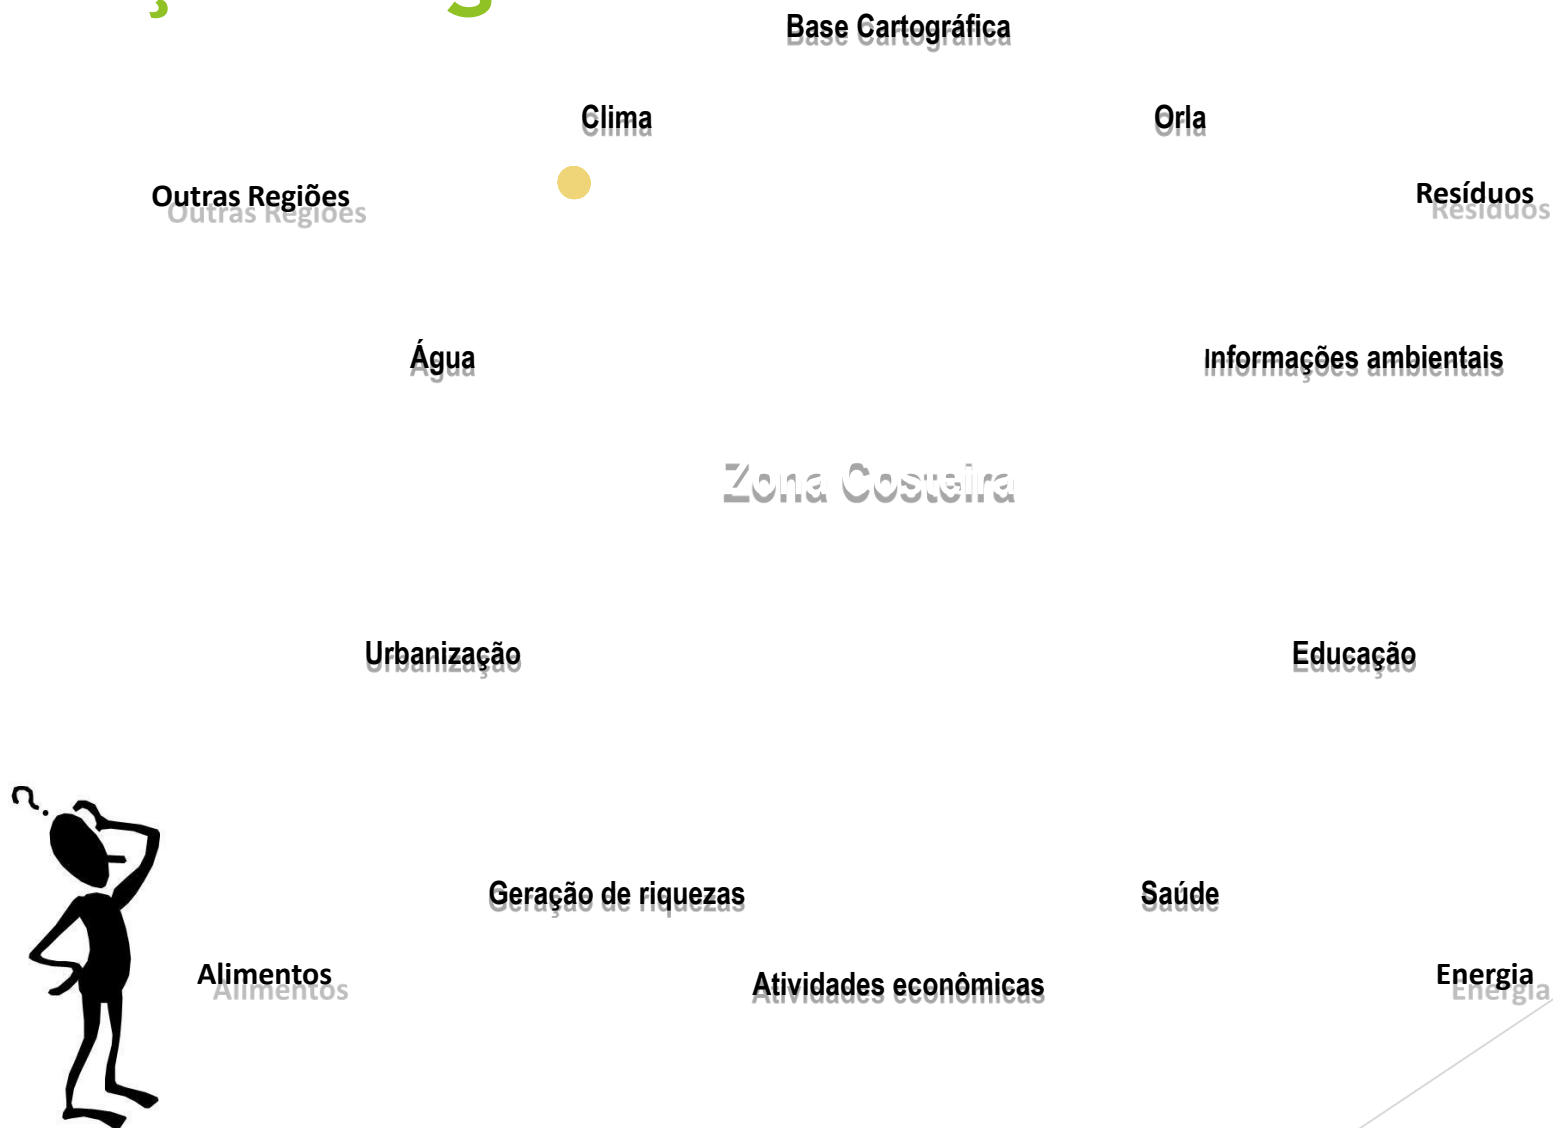 Base Cartográfica
Clima
Orla
Outras Regiões
Resíduos
Água
Informações ambientais
Zona Costeira
Urbanização
Educação
Geração de riquezas
Saúde
Alimentos
Atividades econômicas
Energia